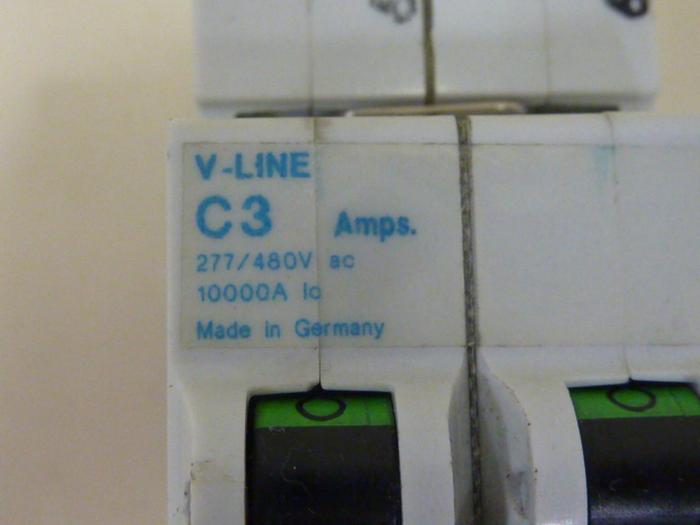 V-LINE
C3 Amps.
277/480V ac
10000A Ic
Made in Germany
O O